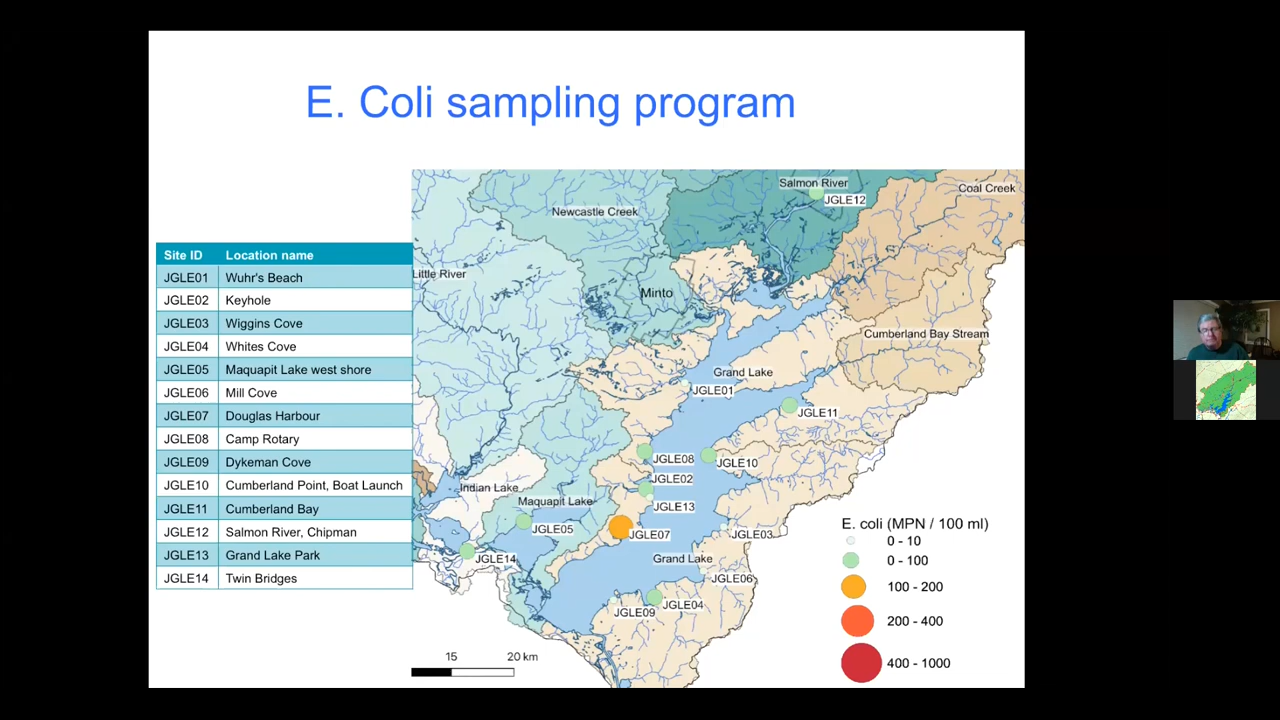 E. Coli sampling program
Site ID Location name
JGLE01 Wuhr's Beach
JGLE02 Keyhole
JGLE03 Wiggins Cove
JGLE04 Whites Cove
JGLE05 Maquapit Lake west shore
JGLE06 Mill Cove
JGLE07 Douglas Harbour
JGLE08 Camp Rotary
JGLE09 Dykeman Cove
JGLE10 Cumberland Point, Boat Launch
JGLE11 Cumberland Bay
JGLE12 Salmon River, Chipman
JGLE13 Grand Lake Park
JGLE14 Twin Bridges
Salmon River
Coal Creek
JGLE12
Newcastle Creek
Little River
Minto
Cumberland Bay Stream
Grand Lake
JGLE01
JGLE11
JGLE08
JGLE10
JGLE02
Indian Lake
Maquapit Lake
JGLE13
JGLE05
JGLE07
JGLE03
JGLE14
Grand Lake
JGLE06
JGLE09
JGLE04
E. coli (MPN / 100 ml)
0 - 10
0 - 100
100 - 200
200 - 400
400 - 1000
15 20 km